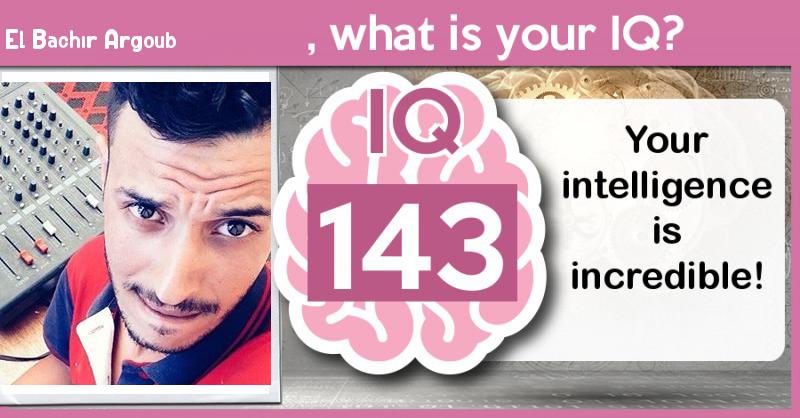 El Bachir Argoub
, what is your IQ?
IQ
143
Your
intelligence
is
incredible!